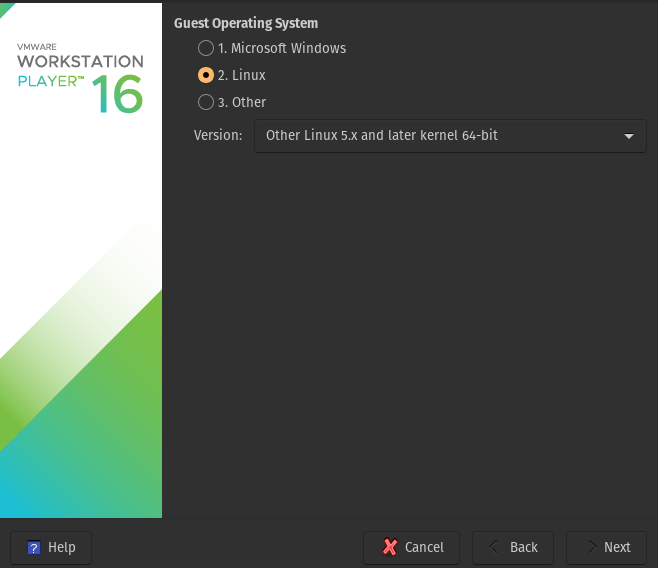 VMWARE
WORKSTATION
PLAYER™ 16
Guest Operating System
1. Microsoft Windows
2. Linux
3. Other
Version: Other Linux 5.x and later kernel 64-bit
? Help Cancel Back Next